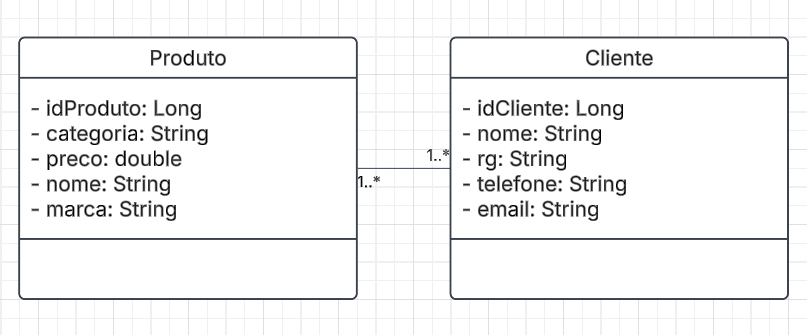 Produto
- idProduto: Long
- categoria: String
- preco: double
- nome: String
- marca: String
1..*
1..*
Cliente
- idCliente: Long
- nome: String
- rg: String
- telefone: String
- email: String